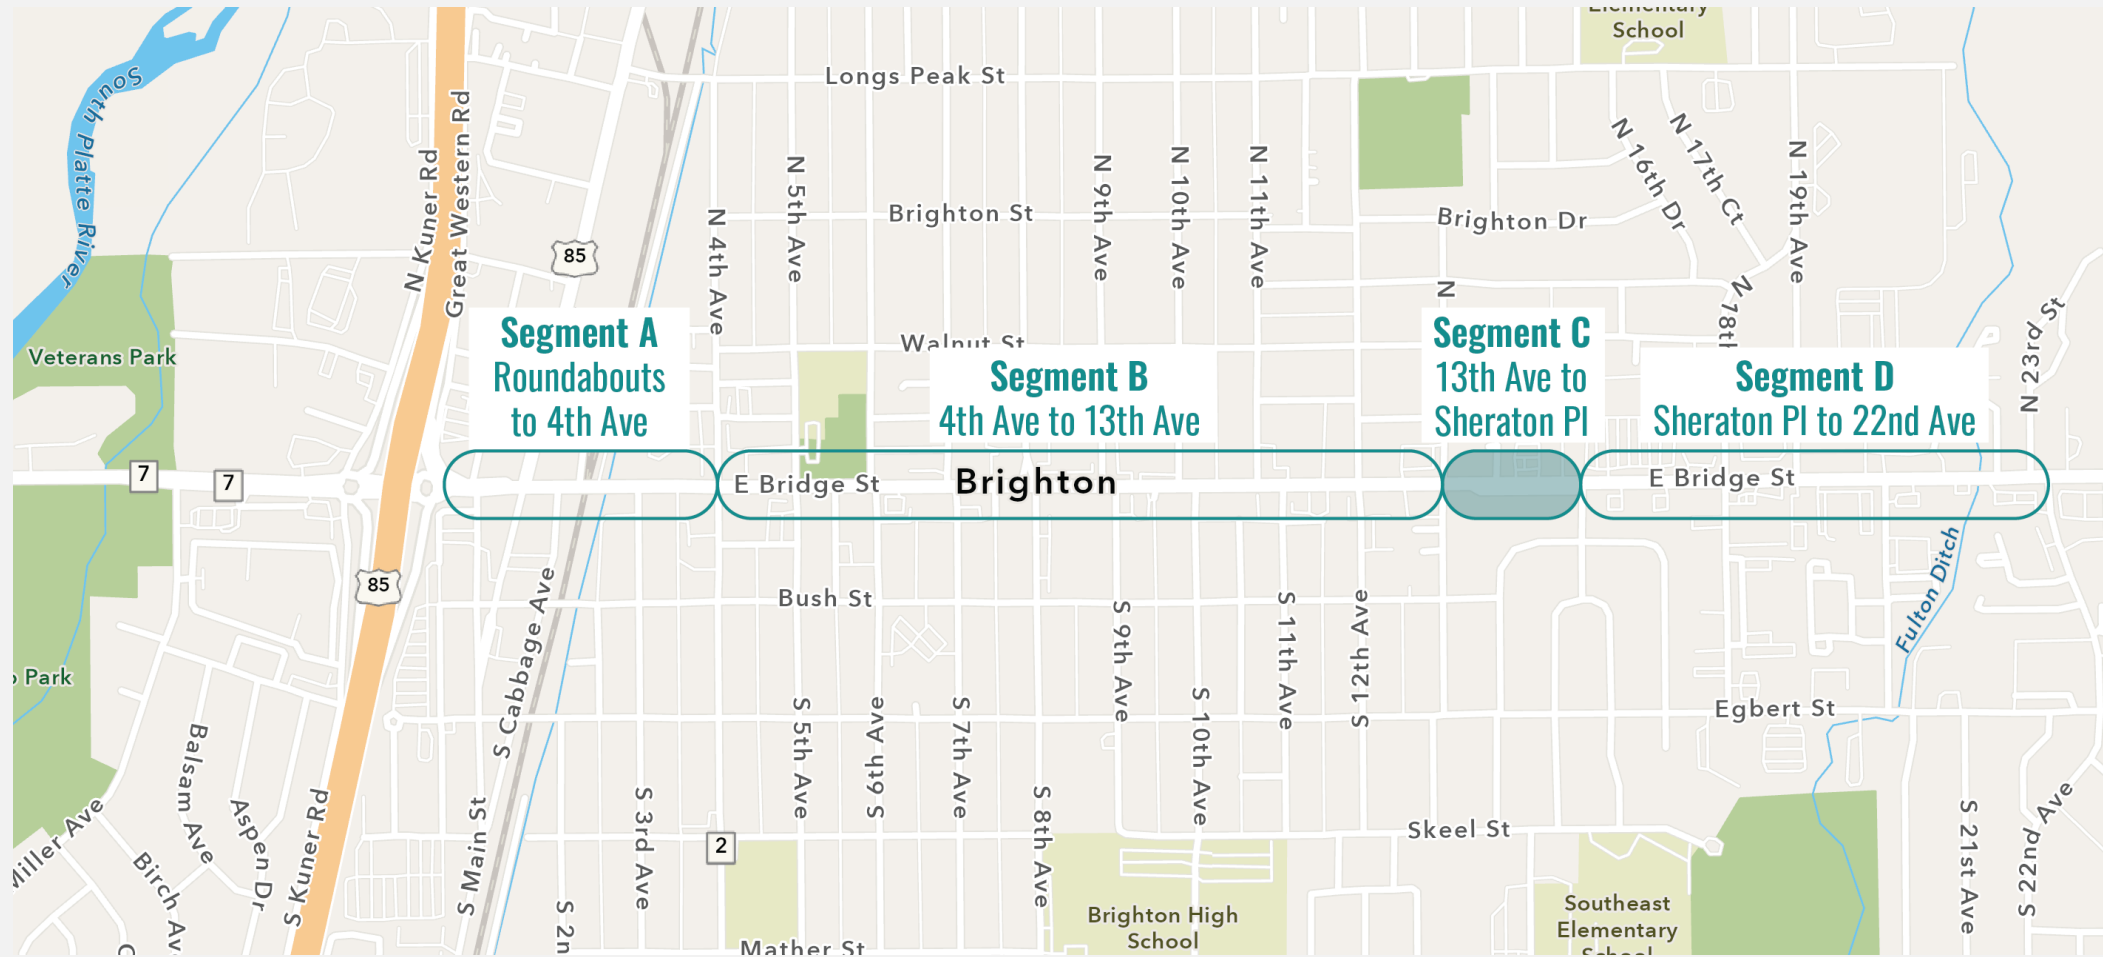 Elementary
School
South Platte River
Longs Peak St
N Kuner Rd
Great Western Rd
N 4th Ave
N 5th Ave
N 9th Ave
N 10th Ave
N 11th Ave
N 16th Dr
N 17th Ct
N 19th Ave
Brighton St
Brighton Dr
85
N
N 78th
N 23rd St
Walnut St
Veterans Park
Segment A
Roundabouts
to 4th Ave
Segment B
4th Ave to 13th Ave
Segment C
13th Ave to
Sheraton Pl
Segment D
Sheraton Pl to 22nd Ave
7
7
E Bridge St
Brighton
E Bridge St
85
Bush St
Fulton Ditch
S Cabbage Ave
S 9th Ave
S 11th Ave
S 12th Ave
Park
Egbert St
Balsam Ave
S 5th Ave
S 6th Ave
S 7th Ave
S 10th Ave
Miller Ave
Aspen Dr
S Kuner Rd
S Main St
S 3rd Ave
2
S 8th Ave
Skeel St
S 21st Ave
S 22nd Ave
Birch Av
S 2n
Brighton High
School
Southeast
Elementary
School
Mather St